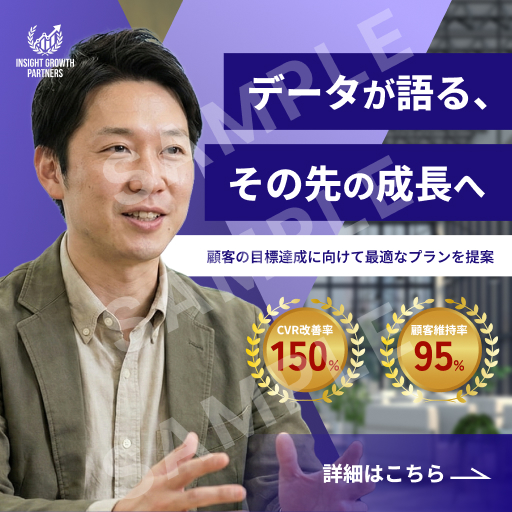 INSIGHT GROWTH
PARTNERS
データが語る、
その先の成長へ
顧客の目標達成に向けて最適なプランを提案
CVR改善率
150%
顧客維持率
95%
詳細はこちら
SAMPLE
SAMPLE
SAMPLE